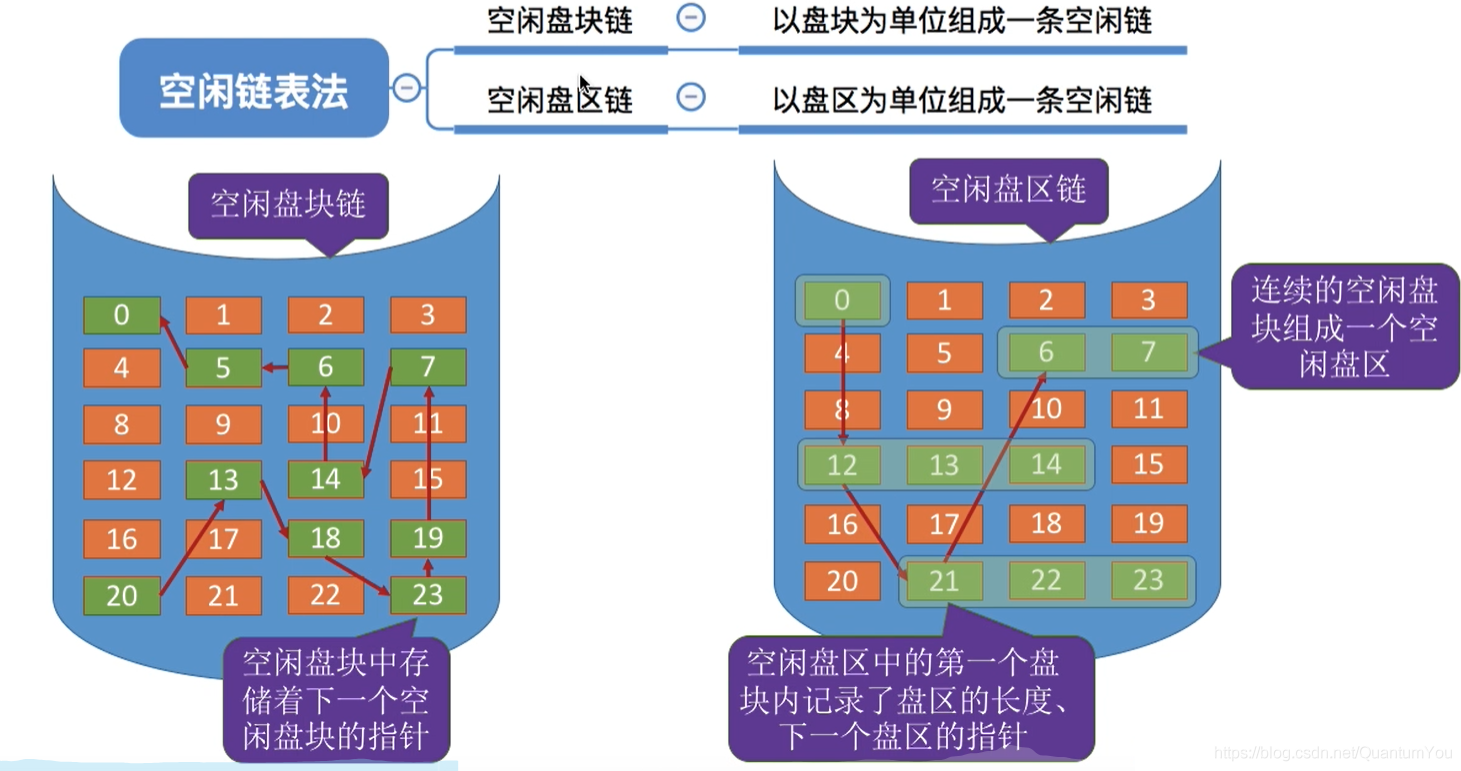 空闲链表法
空闲盘块链
以盘块为单位组成一条空闲链
空闲盘区链
以盘区为单位组成一条空闲链
空闲盘块链
0 1 2 3
4 5 6 7
8 9 10 11
12 13 14 15
16 17 18 19
20 21 22 23
空闲盘块中存
储着下一个空
闲盘块的指针
空闲盘区链
0 1 2 3
4 5 6 7
8 9 10 11
12 13 14 15
16 17 18 19
20 21 22 23
连续的空闲盘
块组成一个空
闲盘区
空闲盘区中的第一个盘
块内记录了盘区的长度、
下一个盘区的指针
https://blog.csdn.net/QuantumYou